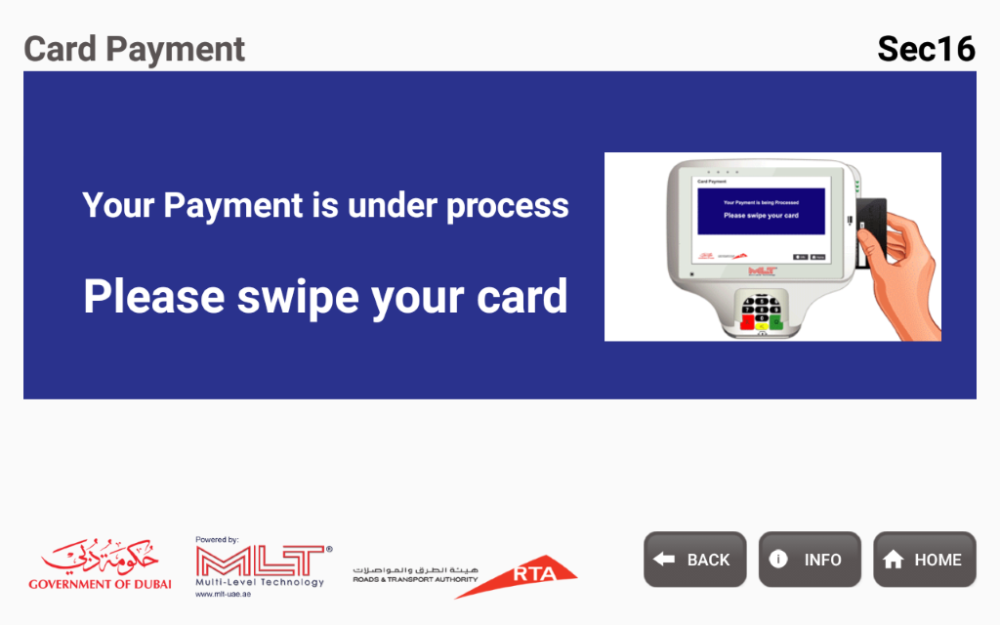 Card Payment
Sec16
Your Payment is under process
Please swipe your card
Card Payment
Your Payment is being Processed
Please swipe your card
MLT
حكومة دبي
GOVERNMENT OF DUBAI
Powered by:
MLT®
Multi-Level Technology
www.mlt-uae.ae
هيئة الطرق والمواصلات
ROADS & TRANSPORT AUTHORITY
RTA
BACK
INFO
HOME